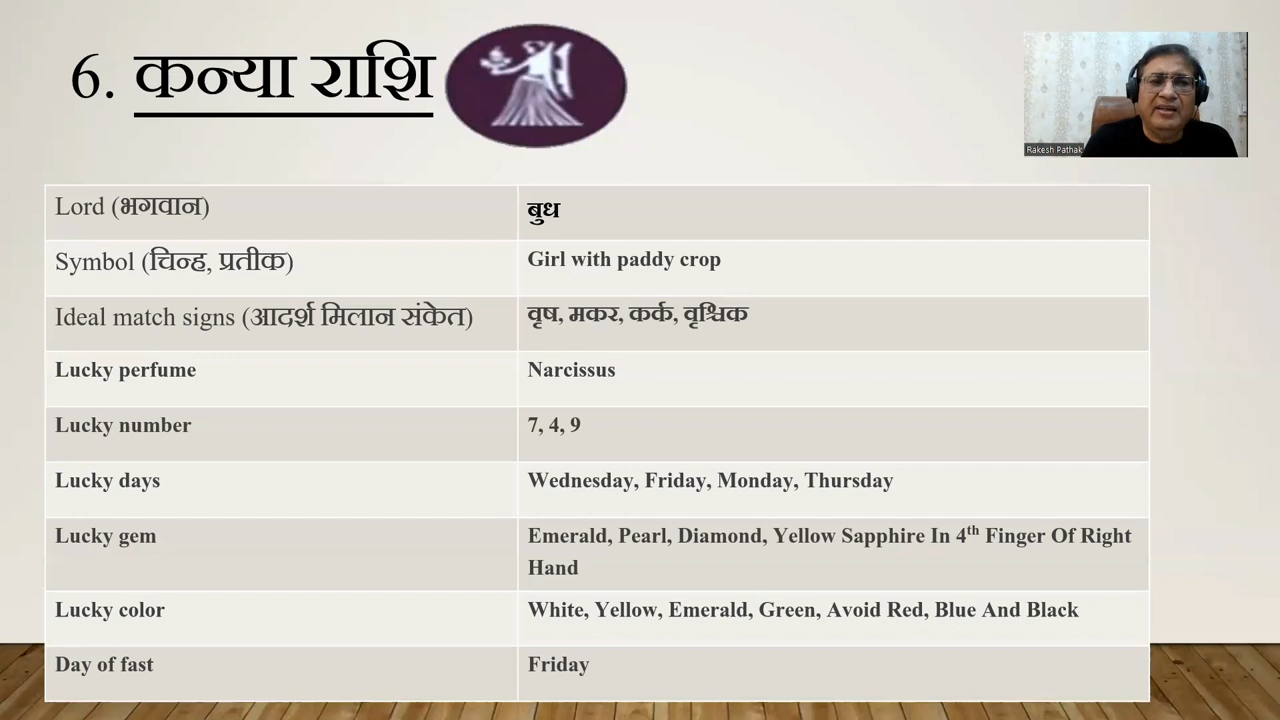 6. कन्या राशि
Rakesh Pathak
Lord (भगवान)
बुध
Symbol (चिन्ह, प्रतीक)
Girl with paddy crop
Ideal match signs (आदर्श मिलान संकेत)
वृष, मकर, कर्क, वृश्चिक
Lucky perfume
Narcissus
Lucky number
7, 4, 9
Lucky days
Wednesday, Friday, Monday, Thursday
Lucky gem
Emerald, Pearl, Diamond, Yellow Sapphire In 4th Finger Of Right
Hand
Lucky color
White, Yellow, Emerald, Green, Avoid Red, Blue And Black
Day of fast
Friday